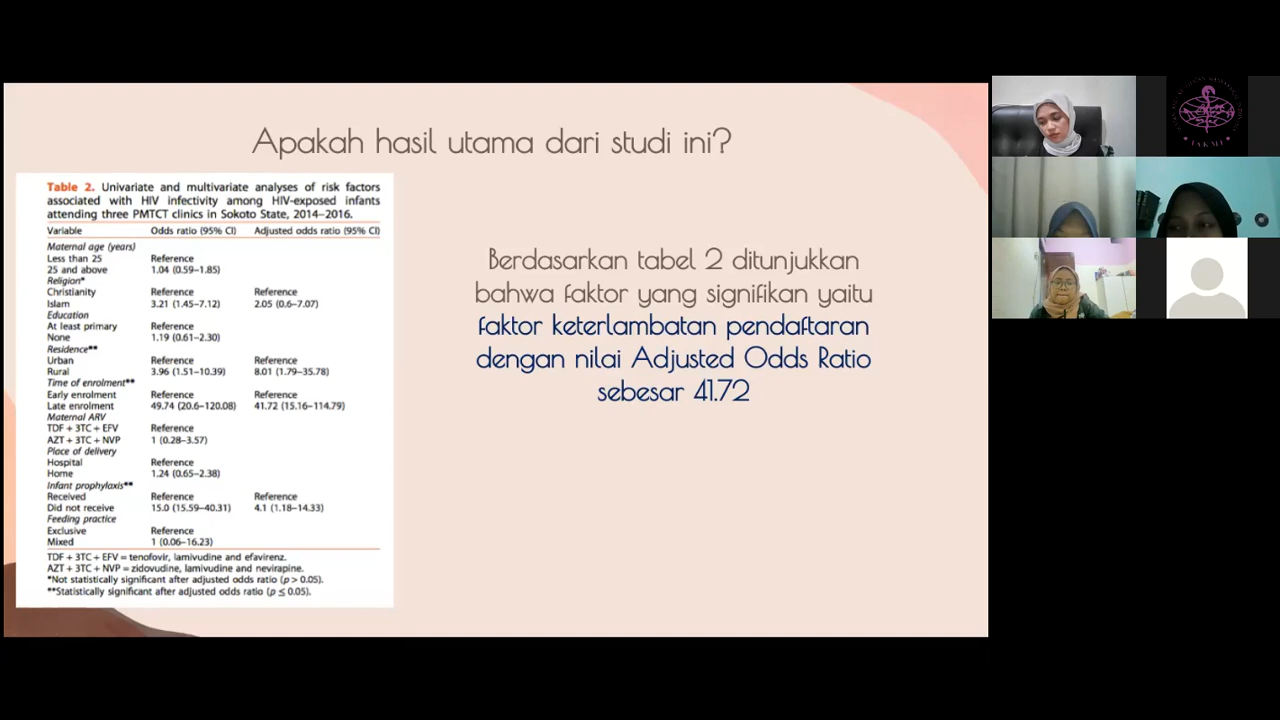 Apakah hasil utama dari studi ini?
Table 2. Univariate and multivariate analyses of risk factors
associated with HIV infectivity among HIV-exposed infants
attending three PMTCT clinics in Sokoto State, 2014–2016.
Variable Odds ratio (95% CI) Adjusted odds ratio (95% CI)
Maternal age (years)
Less than 25 Reference
25 and above 1.04 (0.59–1.85)
Religion*
Christianity Reference Reference
Islam 3.21 (1.45–7.12) 2.05 (0.6–7.07)
Education
At least primary Reference
None 1.19 (0.61–2.30)
Residence**
Urban Reference Reference
Rural 3.96 (1.51–10.39) 8.01 (1.79–35.78)
Time of enrolment**
Early enrolment Reference Reference
Late enrolment 49.74 (20.6–120.08) 41.72 (15.16–114.79)
Maternal ARV
TDF + 3TC + EFV Reference
AZT + 3TC + NVP 1 (0.28–3.57)
Place of delivery
Hospital Reference
Home 1.24 (0.65–2.38)
Infant prophylaxis**
Received Reference Reference
Did not receive 15.0 (15.59–40.31) 4.1 (1.18–14.33)
Feeding practice
Exclusive Reference
Mixed 1 (0.06–16.23)
TDF + 3TC + EFV = tenofovir, lamivudine and efavirenz.
AZT + 3TC + NVP = zidovudine, lamivudine and nevirapine.
*Not statistically significant after adjusted odds ratio (p > 0.05).
**Statistically significant after adjusted odds ratio (p ≤ 0.05).
Berdasarkan tabel 2 ditunjukkan
bahwa faktor yang signifikan yaitu
faktor keterlambatan pendaftaran
dengan nilai Adjusted Odds Ratio
sebesar 41.72